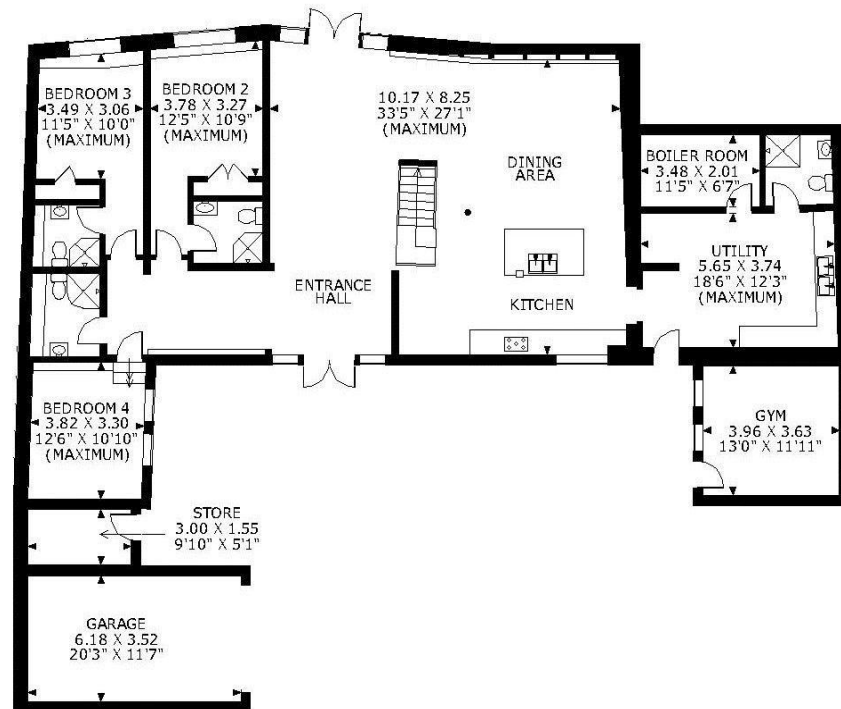 BEDROOM 3
3.49 X 3.06
11'5" X 10'0"
(MAXIMUM)
BEDROOM 2
3.78 X 3.27
12'5" X 10'9"
(MAXIMUM)
10.17 X 8.25
33'5" X 27'1"
(MAXIMUM)
DINING
AREA
BOILER ROOM
3.48 X 2.01
11'5" X 6'7"
UTILITY
5.65 X 3.74
18'6" X 12'3"
(MAXIMUM)
ENTRANCE
HALL
KITCHEN
BEDROOM 4
3.82 X 3.30
12'6" X 10'10"
(MAXIMUM)
GYM
3.96 X 3.63
13'0" X 11'11"
STORE
3.00 X 1.55
9'10" X 5'1"
GARAGE
6.18 X 3.52
20'3" X 11'7"